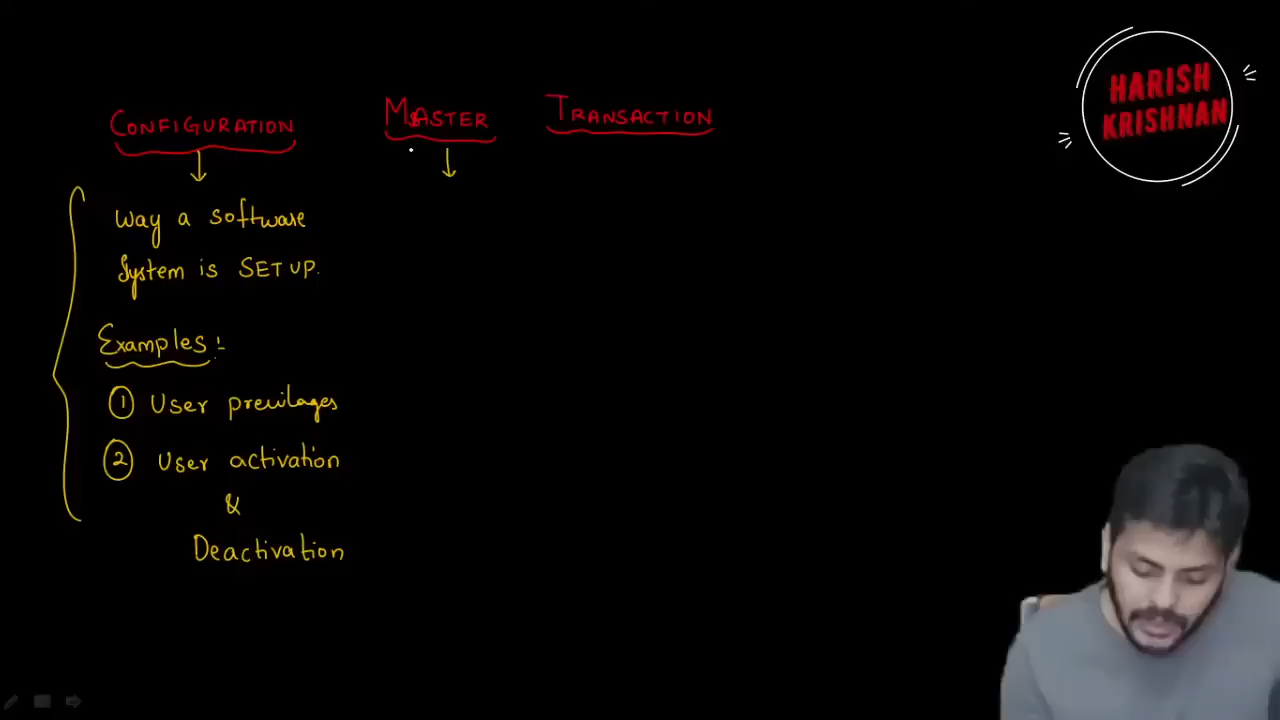 CONFIGURATION MASTER TRANSACTION
Way a software
System is SETUP.
Examples:
1 User previlages
2 User activation
&
Deactivation
HARISH
KRISHNAN